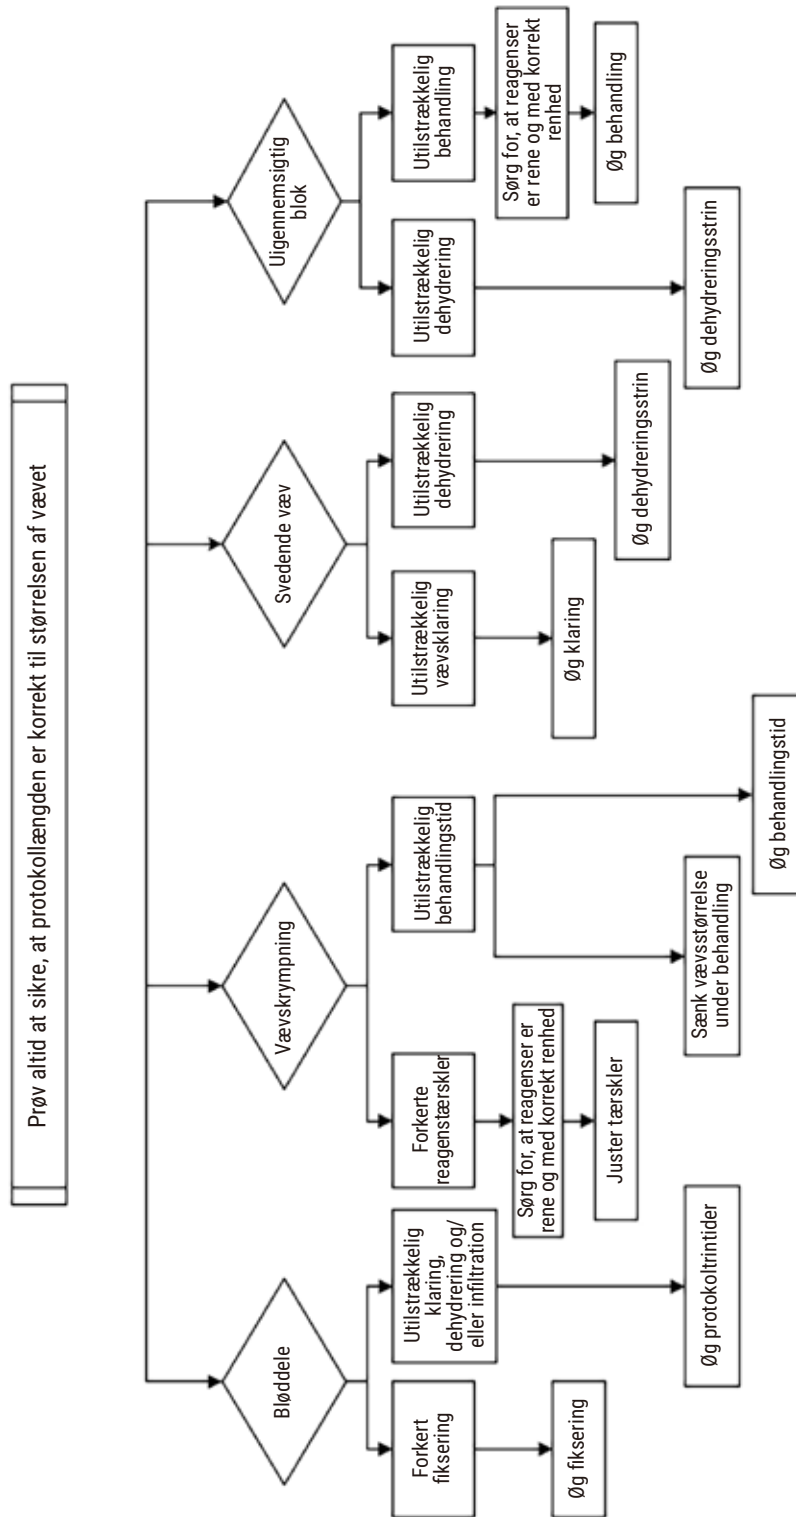 Prøv altid at sikre, at protokollængden er korrekt til størrelsen af vævet
Bløddele
Vævskrympning
Svedende væv
Uigennemsigtig
blok
Forkert
fiksering
Utilstrækkelig
klaring,
dehydrering og/
eller infiltration
Forkerte
reagenstærskler
Utilstrækkelig
behandlingstid
Utilstrækkelig
vævsklaring
Utilstrækkelig
dehydrering
Utilstrækkelig
dehydrering
Utilstrækkelig
behandling
Sørg for, at reagenser er
rene og med korrekt renhed
Sørg for, at reagenser
er rene og med korrekt
renhed
Øg fiksering
Juster tærskler
Øg klaring
Øg dehydreringsstrin
Øg behandling
Øg protokoltrintider
Sænk vævsstørrelse
under behandling
Øg dehydreringsstrin
Øg behandlingstid